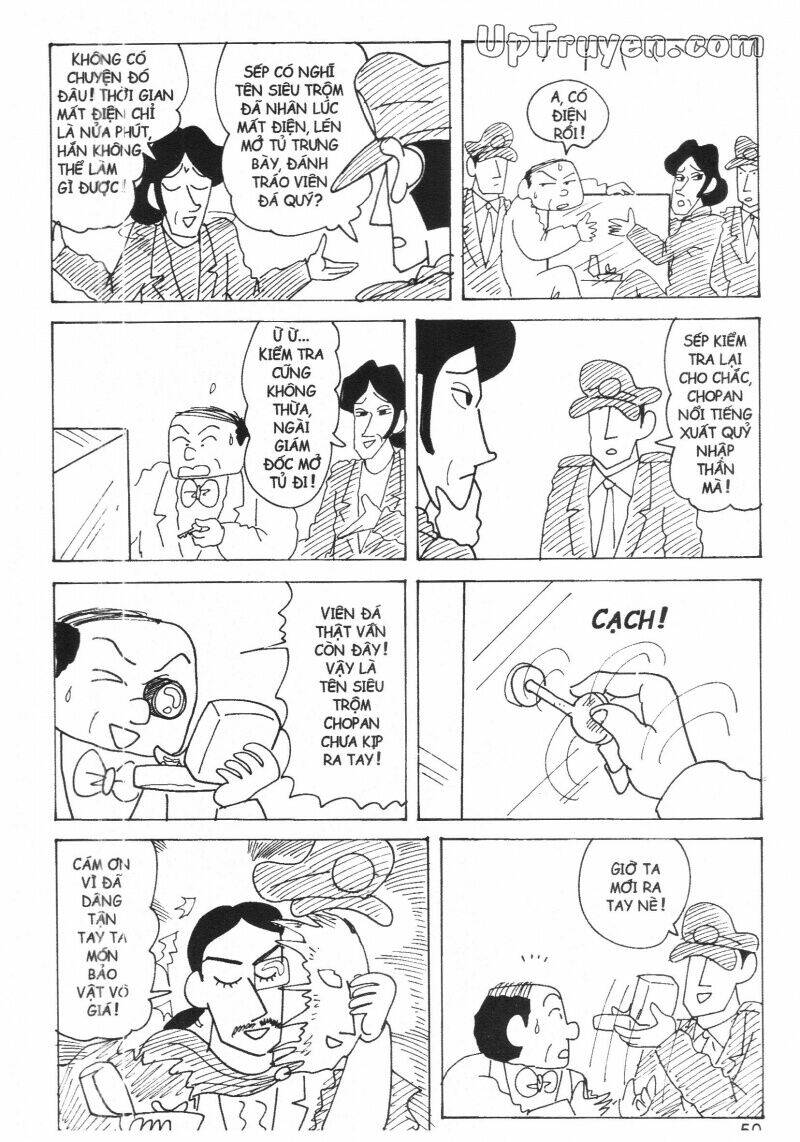 UpTruyen.com
A, CÓ
ĐIỆN
RỒI!
SẾP CÓ NGHĨ
TÊN SIÊU TRỘM
ĐÃ NHÂN LÚC
MẤT ĐIỆN, LÉN
MỞ TỦ TRƯNG
BÀY, ĐÁNH
TRÁO VIÊN
ĐÁ QUÝ?
KHÔNG CÓ
CHUYỆN ĐÓ
ĐÂU! THỜI GIAN
MẤT ĐIỆN CHỈ
LÀ NỬA PHÚT,
HẮN KHÔNG
THỂ LÀM
GÌ ĐƯỢC!
SẾP KIỂM
TRA LẠI
CHO CHẮC,
CHOPAN
NỔI TIẾNG
XUẤT QUỶ
NHẬP
THẦN
MÀ!
Ừ Ừ...
KIỂM TRA
CŨNG
KHÔNG
THỪA,
NGÀI
GIÁM
ĐỐC MỞ
TỦ ĐI!
CẠCH!
VIÊN ĐÁ
THẬT VẪN
CÒN ĐÂY!
VẬY LÀ
TÊN SIÊU
TRỘM
CHOPAN
CHƯA KỊP
RA TAY!
GIỜ TA
MỚI RA
TAY NÈ!
CÁM ƠN
VÌ ĐÃ
DÂNG
TẬN
TAY TA
MÓN
BẢO
VẬT VÔ
GIÁ!